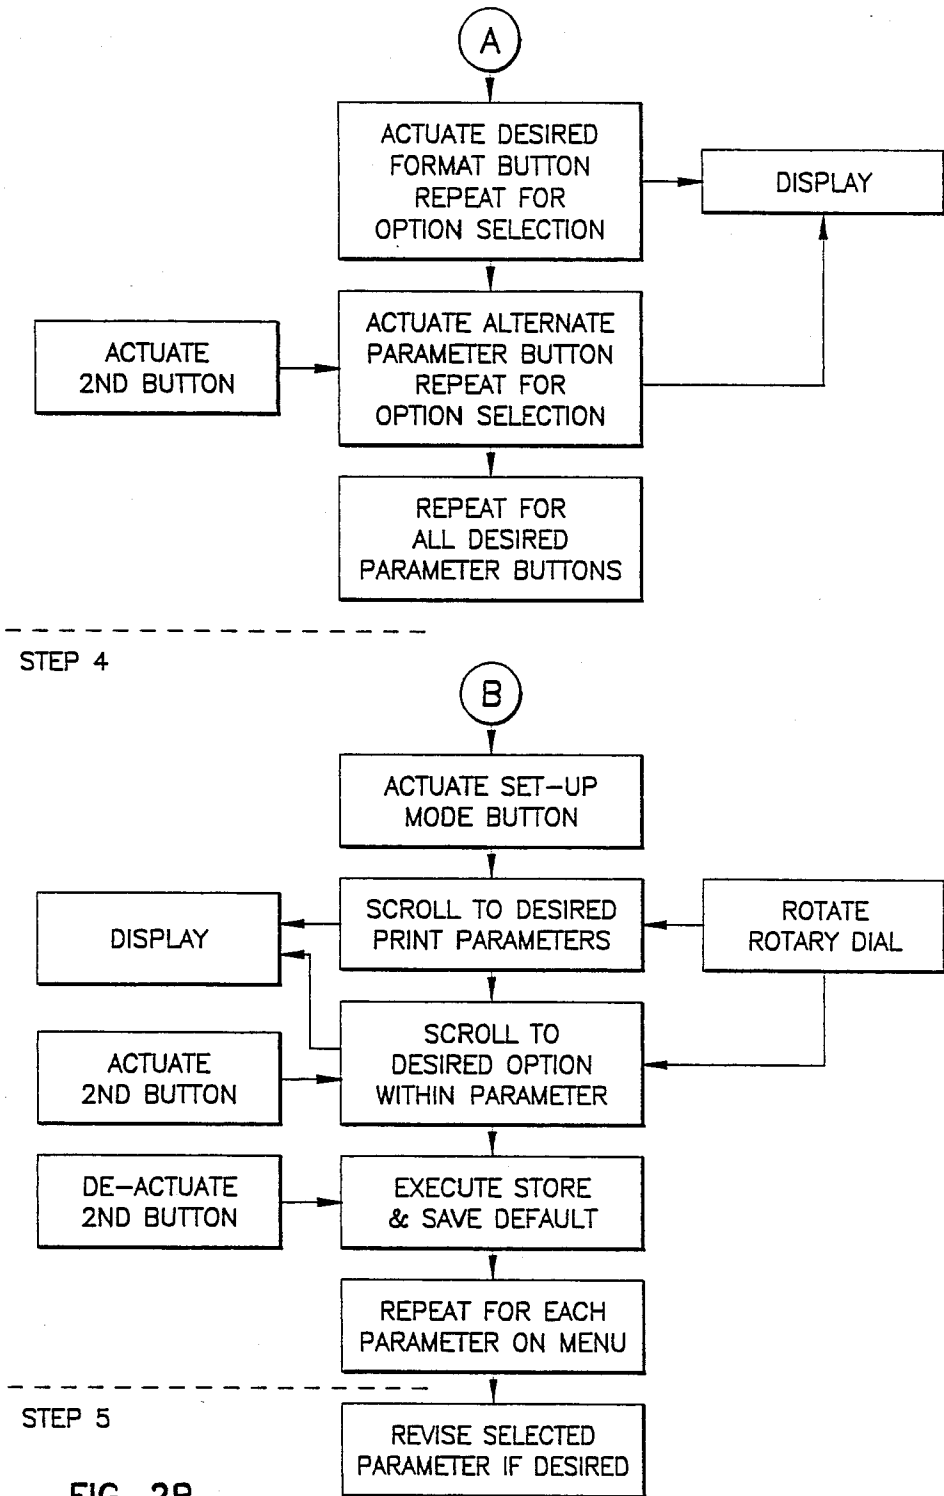 A
ACTUATE DESIRED
FORMAT BUTTON
REPEAT FOR
OPTION SELECTION
DISPLAY
ACTUATE
2ND BUTTON
ACTUATE ALTERNATE
PARAMETER BUTTON
REPEAT FOR
OPTION SELECTION
REPEAT FOR
ALL DESIRED
PARAMETER BUTTONS
STEP 4
B
ACTUATE SET-UP
MODE BUTTON
DISPLAY
SCROLL TO DESIRED
PRINT PARAMETERS
ROTATE
ROTARY DIAL
ACTUATE
2ND BUTTON
SCROLL TO
DESIRED OPTION
WITHIN PARAMETER
DE-ACTUATE
2ND BUTTON
EXECUTE STORE
& SAVE DEFAULT
REPEAT FOR EACH
PARAMETER ON MENU
STEP 5
REVISE SELECTED
PARAMETER IF DESIRED
FIG.